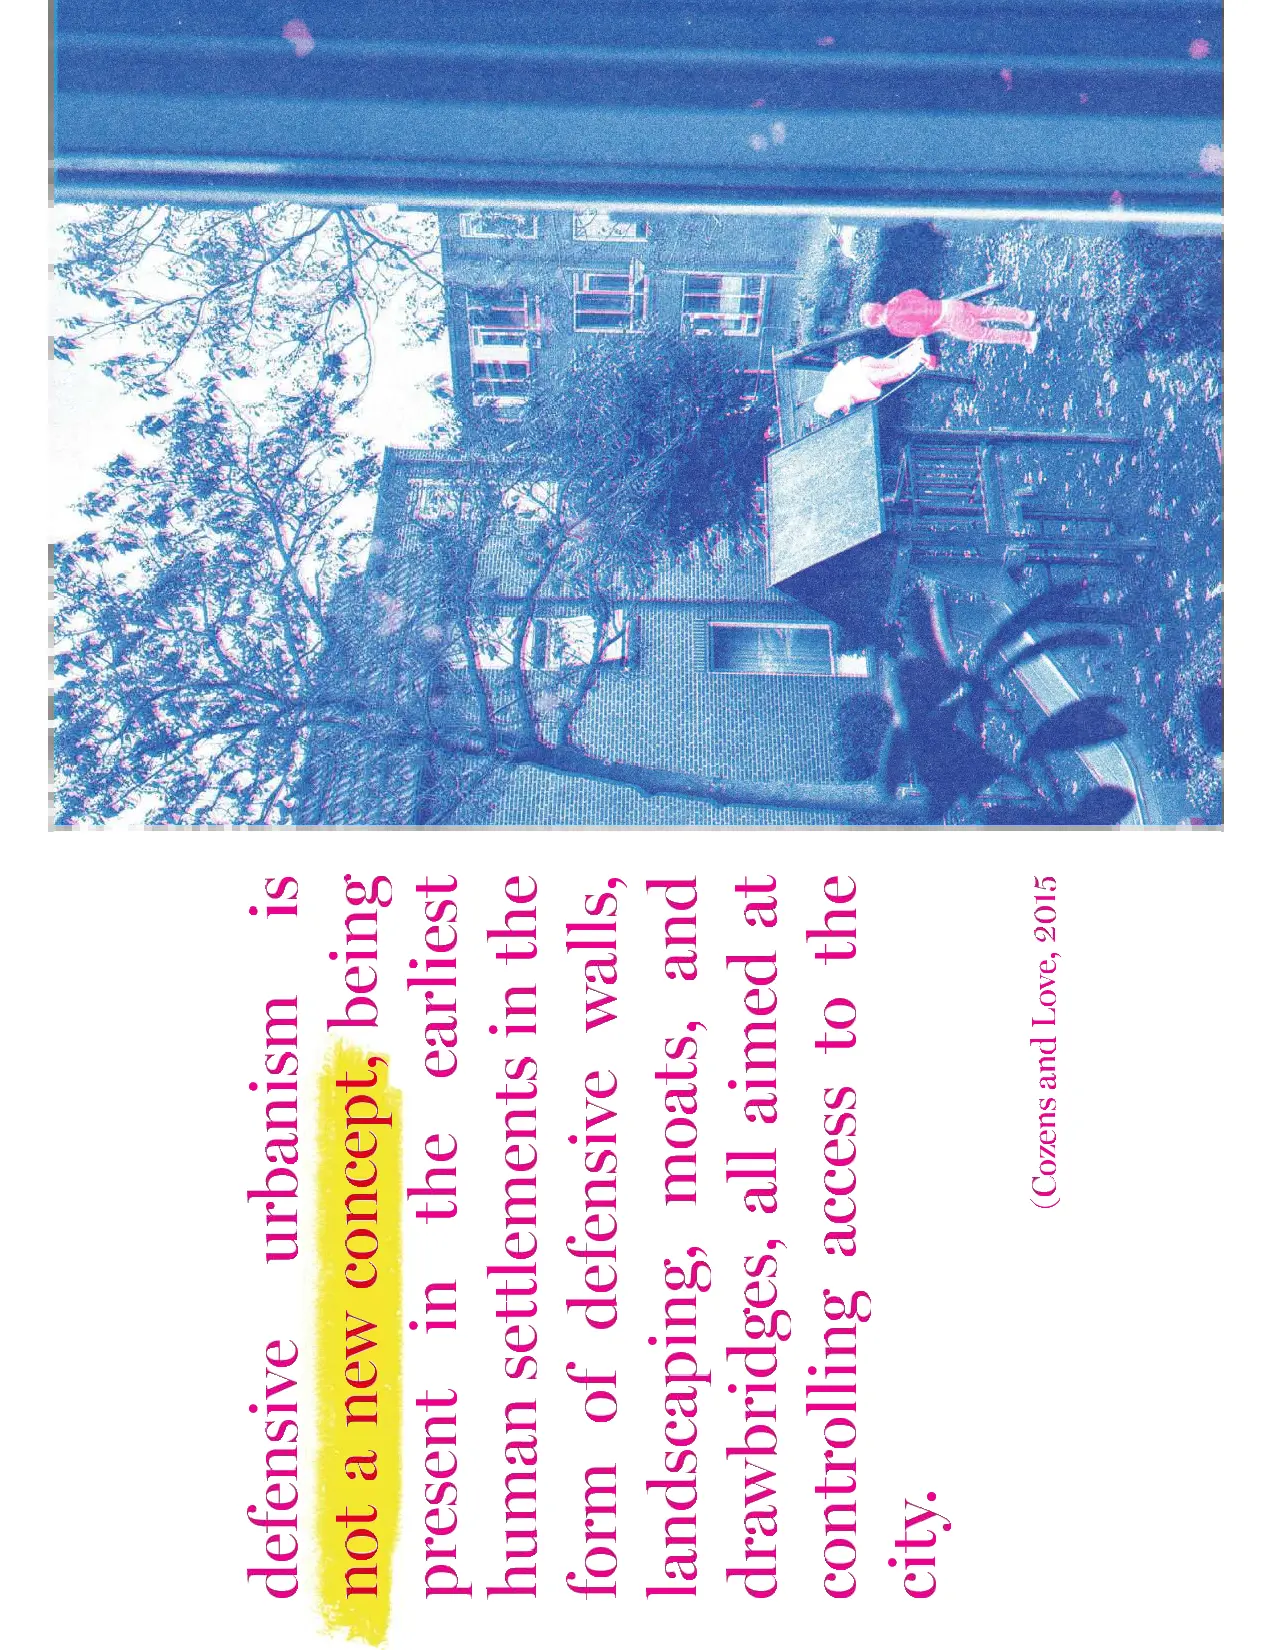 defensive urbanism is
not a new concept, being
present in the earliest
human settlements in the
form of defensive walls,
landscaping, moats, and
drawbridges, all aimed at
controlling access to the
city.
(Cozens and Love, 2015